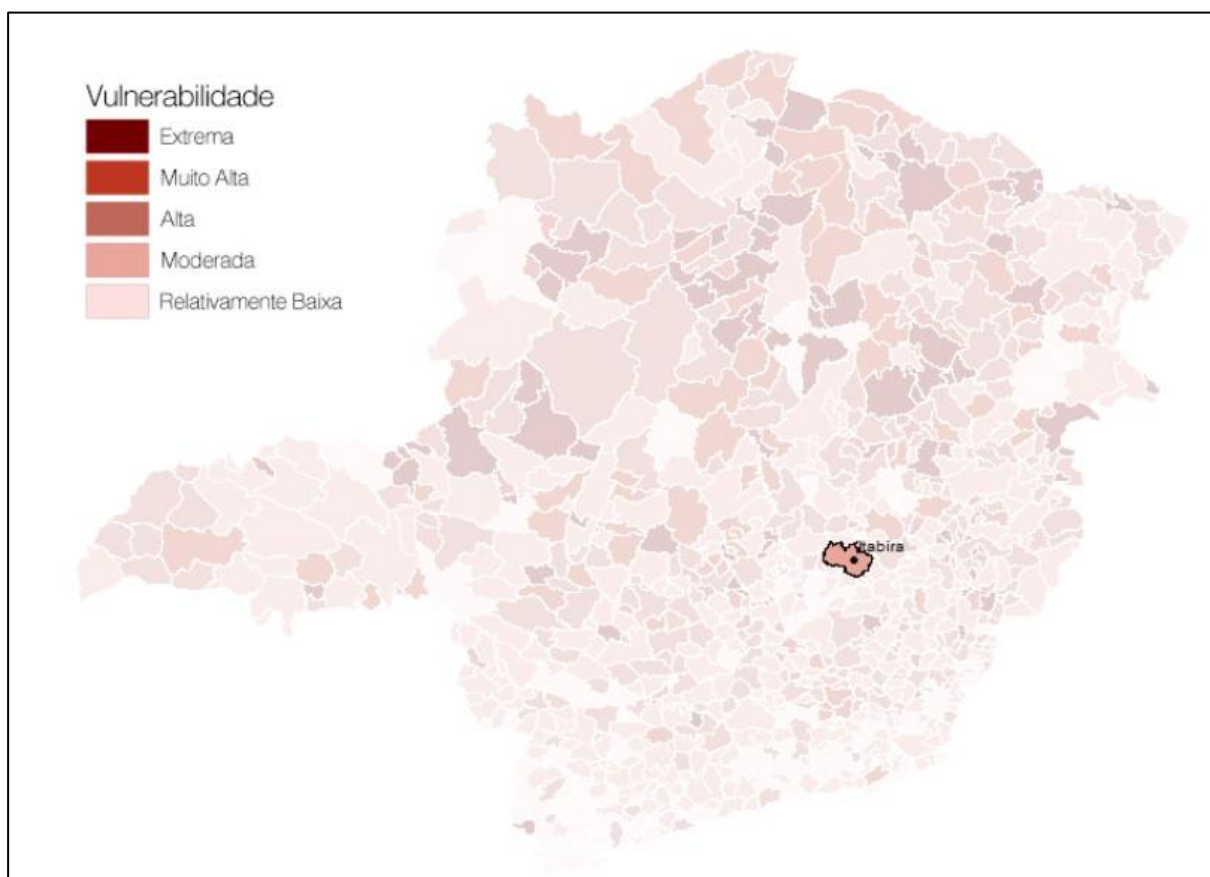 Vulnerabilidade
Extrema
Muito Alta
Alta
Moderada
Relativamente Baixa
Itabira